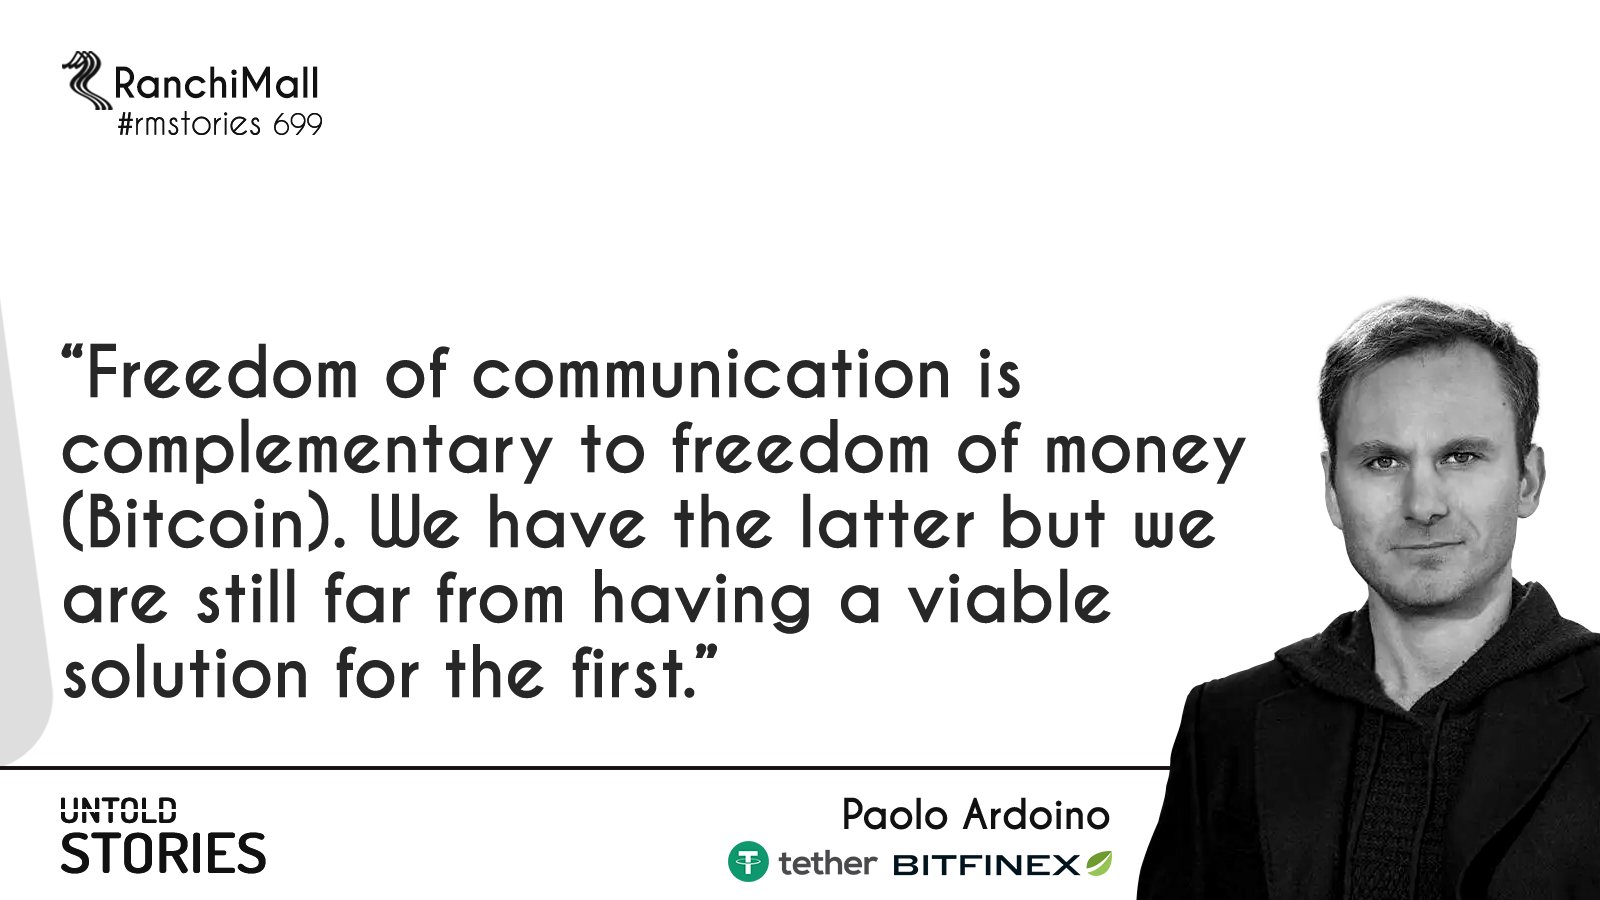 RanchiMall
#rmstories 699
“Freedom of communication is
complementary to freedom of money
(Bitcoin). We have the latter but we
are still far from having a viable
solution for the first.”
UNTOLD
STORIES
Paolo Ardoino
tether BITFINEX